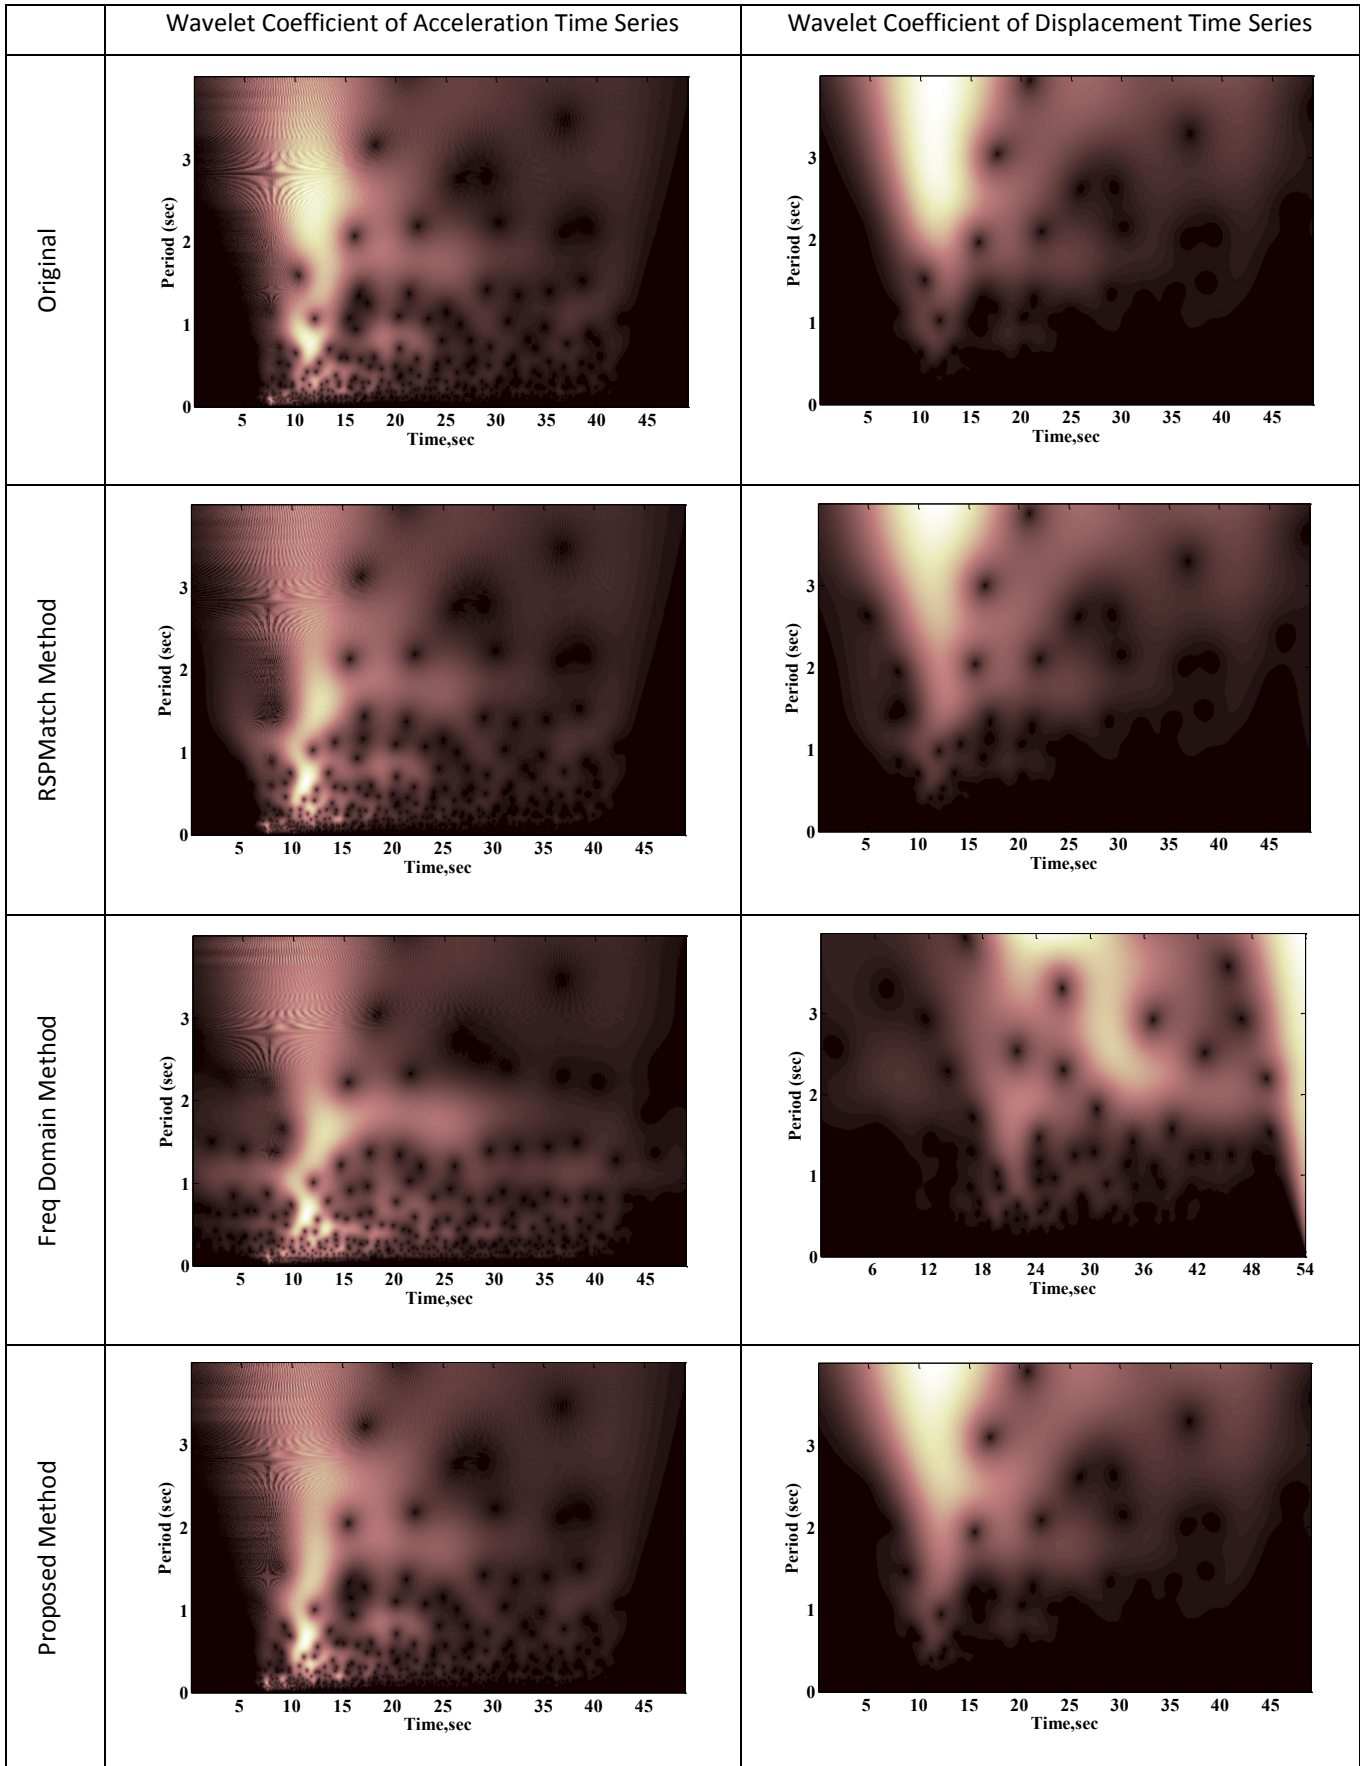 Wavelet Coefficient of Acceleration Time Series
Wavelet Coefficient of Displacement Time Series
Original
Period (sec)
3
2
1
0
5 10 15 20 25 30 35 40 45
Time,sec
Period (sec)
3
2
1
0
5 10 15 20 25 30 35 40 45
Time,sec
RSPMatch Method
Period (sec)
3
2
1
0
5 10 15 20 25 30 35 40 45
Time,sec
Period (sec)
3
2
1
0
5 10 15 20 25 30 35 40 45
Time,sec
Freq Domain Method
Period (sec)
3
2
1
0
5 10 15 20 25 30 35 40 45
Time,sec
Period (sec)
3
2
1
0
6 12 18 24 30 36 42 48 54
Time,sec
Proposed Method
Period (sec)
3
2
1
0
5 10 15 20 25 30 35 40 45
Time,sec
Period (sec)
3
2
1
0
5 10 15 20 25 30 35 40 45
Time,sec